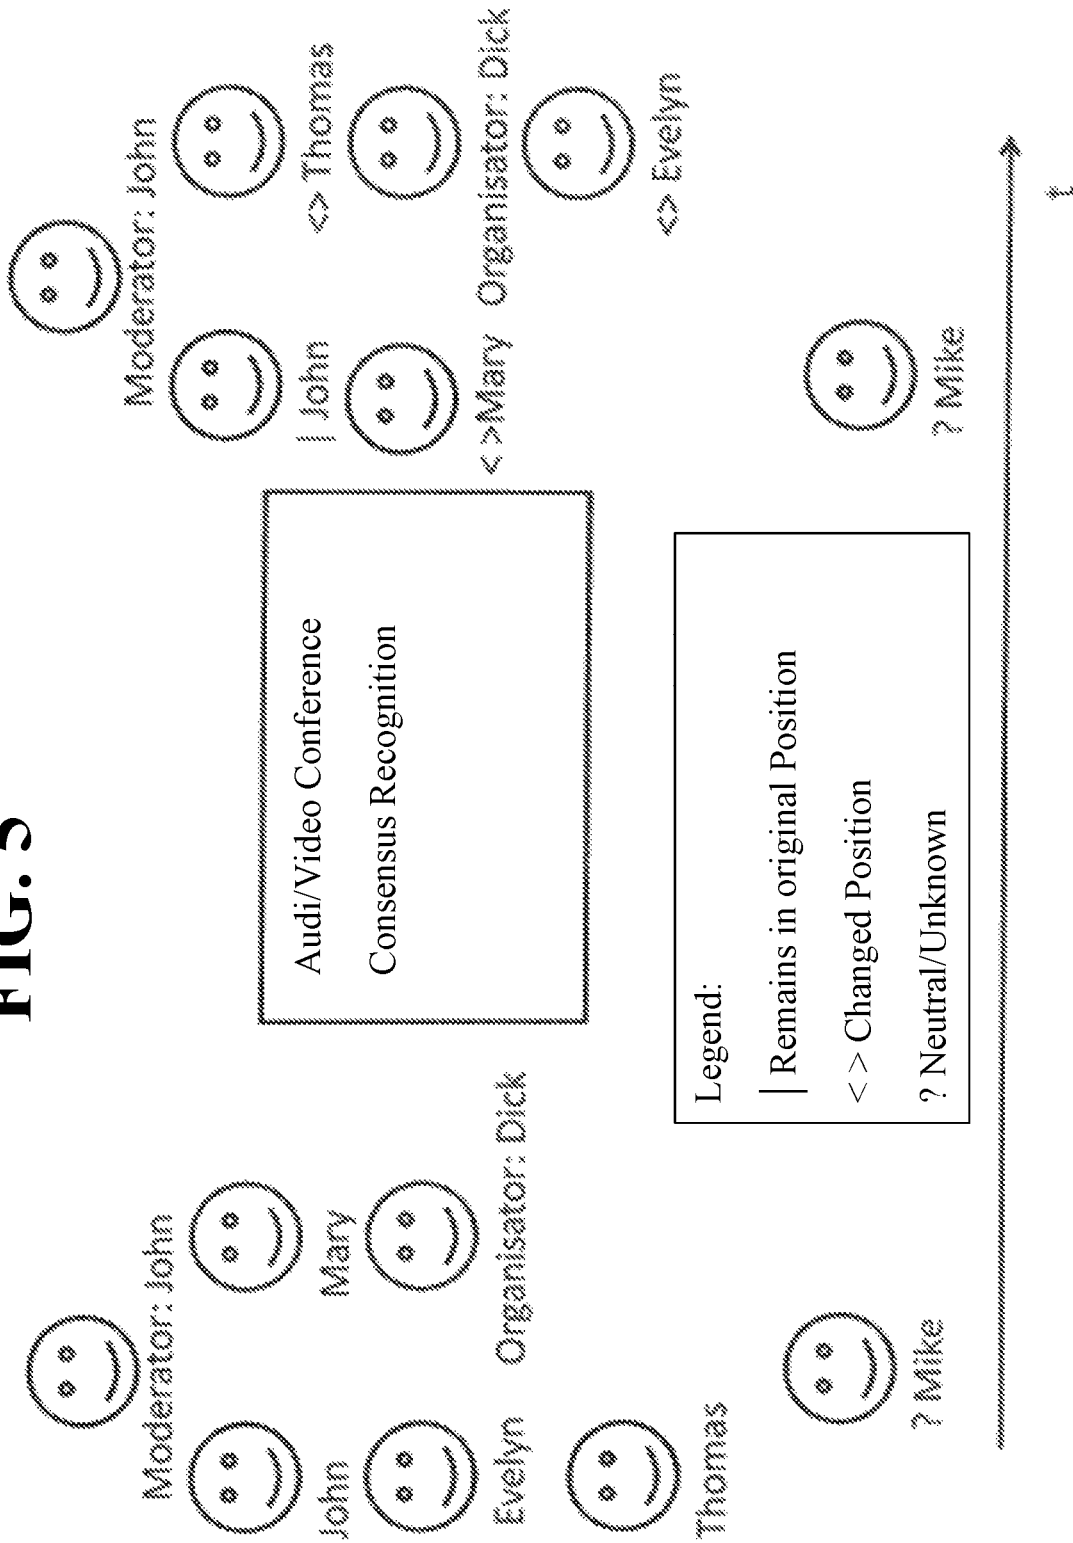 FIG. 5
Moderator: John
John
Mary
Evelyn
Organisator: Dick
Thomas
? Mike
Audi/Video Conference
Consensus Recognition
Legend:
| Remains in original Position
< > Changed Position
? Neutral/Unknown
Moderator: John
| John
<> Thomas
< >Mary
Organisator: Dick
<> Evelyn
? Mike
t